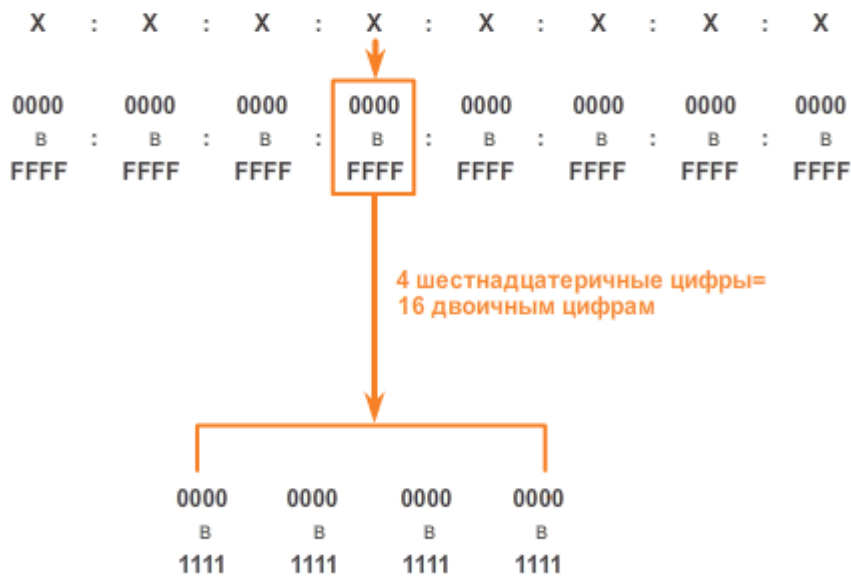 X : X : X : X : X : X : X : X
0000 0000 0000 0000 0000 0000 0000 0000
в : в : в : в : в : в : в : в
FFFF FFFF FFFF FFFF FFFF FFFF FFFF FFFF
4 шестнадцатеричные цифры=
16 двоичным цифрам
0000 0000 0000 0000
в в в в
1111 1111 1111 1111